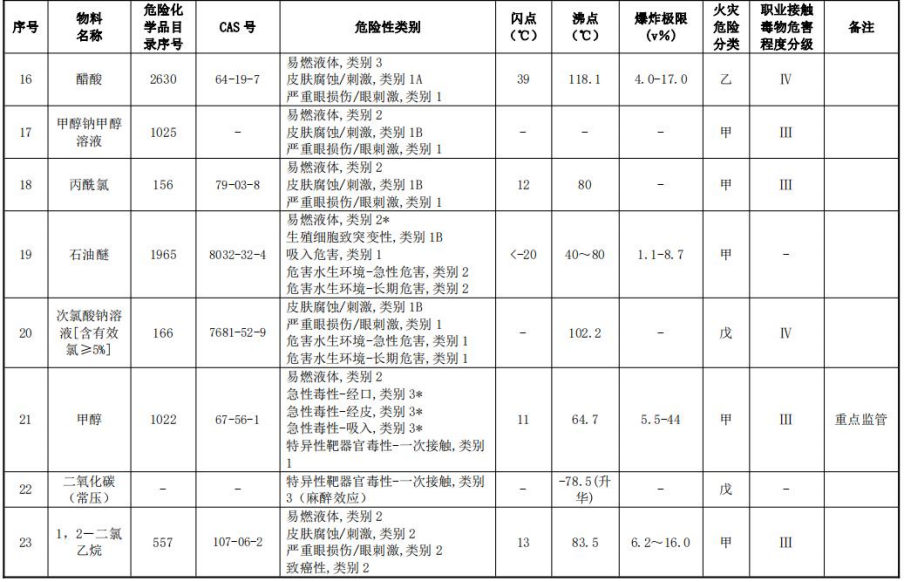 序号 物料名称 危险化学品目录序号 CAS 号 危险性类别 闪点(℃) 沸点(℃) 爆炸极限(v%) 火灾危险分类 职业接触毒物危害程度分级 备注
16 醋酸 2630 64-19-7 易燃液体,类别 3
皮肤腐蚀/刺激,类别 1A
严重眼损伤/眼刺激,类别 1 39 118.1 4.0-17.0 乙 Ⅳ
17 甲醇钠甲醇溶液 1025 - 易燃液体,类别 2
皮肤腐蚀/刺激,类别 1B
严重眼损伤/眼刺激,类别 1 - - - 甲 Ⅲ
18 丙酰氯 156 79-03-8 易燃液体,类别 2
皮肤腐蚀/刺激,类别 1B
严重眼损伤/眼刺激,类别 1 12 80 - 甲 Ⅲ
19 石油醚 1965 8032-32-4 易燃液体,类别 2*
生殖细胞致突变性,类别 1B
吸入危害,类别 1
危害水生环境-急性危害,类别 2
危害水生环境-长期危害,类别 2 <-20 40～80 1.1-8.7 甲 -
20 次氯酸钠溶液[含有效氯≥5%] 166 7681-52-9 皮肤腐蚀/刺激,类别 1B
严重眼损伤/眼刺激,类别 1
危害水生环境-急性危害,类别 1
危害水生环境-长期危害,类别 1 - 102.2 - 戊 Ⅳ
21 甲醇 1022 67-56-1 易燃液体,类别 2
急性毒性-经口,类别 3*
急性毒性-经皮,类别 3*
急性毒性-吸入,类别 3*
特异性靶器官毒性-一次接触,类别
1 11 64.7 5.5-44 甲 Ⅲ 重点监管
22 二氧化碳（常压） - - 特异性靶器官毒性-一次接触,类别
3（麻醉效应） - -78.5(升华) - 戊 -
23 1，2—二氯乙烷 557 107-06-2 易燃液体,类别 2
皮肤腐蚀/刺激,类别 2
严重眼损伤/眼刺激,类别 2
致癌性,类别 2 13 83.5 6.2～16.0 甲 Ⅲ